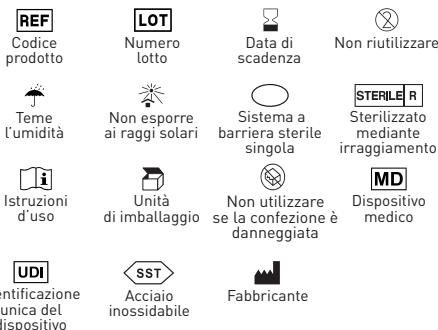 REF
LOT
2
Codice
prodotto
Numero
lotto
Data di
scadenza
Non riutilizzare
STERILE R
Teme
l'umidità
Non esporre
ai raggi solari
Sistema a
barriera sterile
singola
Sterilizzato
mediante
irraggiamento
i
MD
Istruzioni
d'uso
Unità
di imballaggio
Non utilizzare
se la confezione è
danneggiata
Dispositivo
medico
UDI
SST
entificazione
unica del
dispositivo
Acciaio
inossidabile
Fabbricante